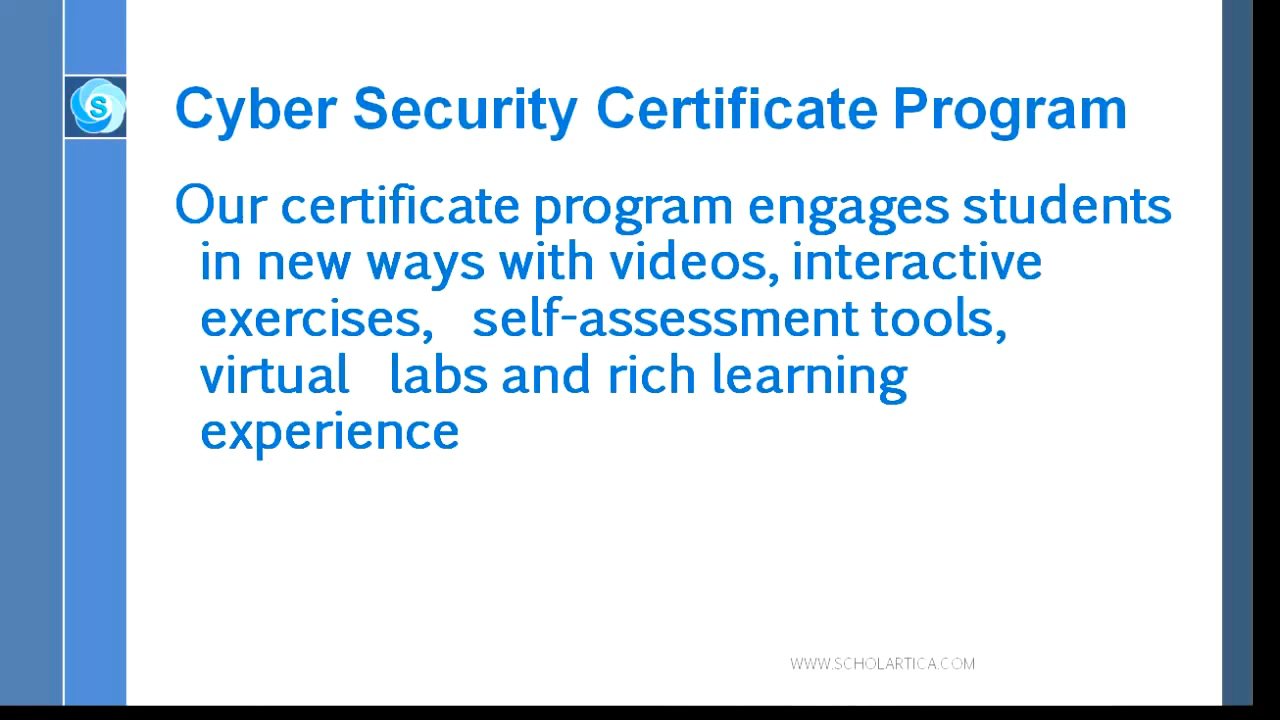 S
Cyber Security Certificate Program
Our certificate program engages students
in new ways with videos, interactive
exercises, self-assessment tools,
virtual labs and rich learning
experience
WWW.SCHOLARTICA.COM